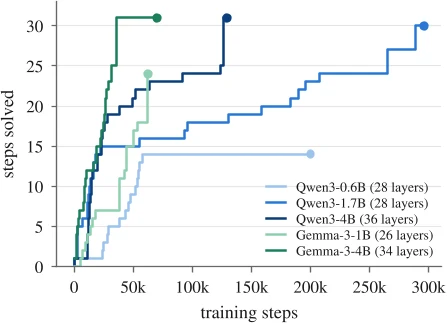 steps solved
30
25
20
15
10
5
0
0
50k
100k
150k
200k
250k
300k
training steps
Qwen3-0.6B (28 layers)
Qwen3-1.7B (28 layers)
Qwen3-4B (36 layers)
Gemma-3-1B (26 layers)
Gemma-3-4B (34 layers)